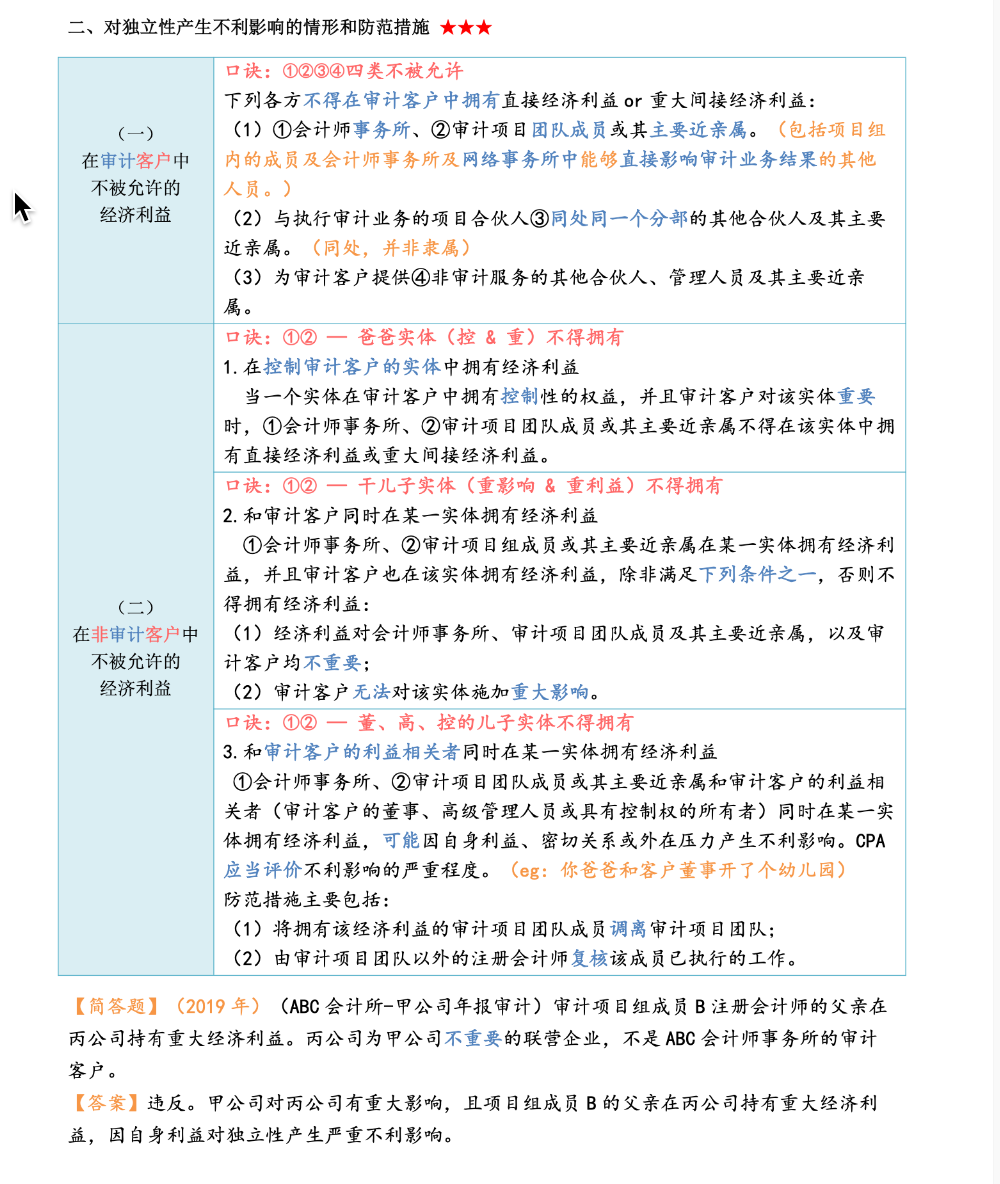 二、对独立性产生不利影响的情形和防范措施 ★★★
（一）
在审计客户中
不被允许的
经济利益
口诀：①②③④四类不被允许
下列各方不得在审计客户中拥有直接经济利益 or 重大间接经济利益：
（1）①会计师事务所、②审计项目团队成员或其主要近亲属。（包括项目组
内的成员及会计师事务所及网络事务所中能够直接影响审计业务结果的其他
人员。）
（2）与执行审计业务的项目合伙人③同处同一个分部的其他合伙人及其主要
近亲属。（同处，并非隶属）
（3）为审计客户提供④非审计服务的其他合伙人、管理人员及其主要近亲
属。
（二）
在非审计客户中
不被允许的
经济利益
口诀：①② — 爸爸实体（控 & 重）不得拥有
1.在控制审计客户的实体中拥有经济利益
当一个实体在审计客户中拥有控制性的权益，并且审计客户对该实体重要
时，①会计师事务所、②审计项目团队成员或其主要近亲属不得在该实体中拥
有直接经济利益或重大间接经济利益。
口诀：①② — 干儿子实体（重影响 & 重利益）不得拥有
2.和审计客户同时在某一实体拥有经济利益
①会计师事务所、②审计项目组成员或其主要近亲属在某一实体拥有经济利
益，并且审计客户也在该实体拥有经济利益，除非满足下列条件之一，否则不
得拥有经济利益：
（1）经济利益对会计师事务所、审计项目团队成员及其主要近亲属，以及审
计客户均不重要；
（2）审计客户无法对该实体施加重大影响。
口诀：①② — 董、高、控的儿子实体不得拥有
3.和审计客户的利益相关者同时在某一实体拥有经济利益
①会计师事务所、②审计项目团队成员或其主要近亲属和审计客户的利益相
关者（审计客户的董事、高级管理人员或具有控制权的所有者）同时在某一实
体拥有经济利益，可能因自身利益、密切关系或外在压力产生不利影响。CPA
应当评价不利影响的严重程度。（eg：你爸爸和客户董事开了个幼儿园）
防范措施主要包括：
（1）将拥有该经济利益的审计项目团队成员调离审计项目团队；
（2）由审计项目团队以外的注册会计师复核该成员已执行的工作。
【简答题】（2019 年）（ABC 会计所-甲公司年报审计）审计项目组成员 B 注册会计师的父亲在
丙公司持有重大经济利益。丙公司为甲公司不重要的联营企业，不是 ABC 会计师事务所的审计
客户。
【答案】违反。甲公司对丙公司有重大影响，且项目组成员 B 的父亲在丙公司持有重大经济利
益，因自身利益对独立性产生严重不利影响。